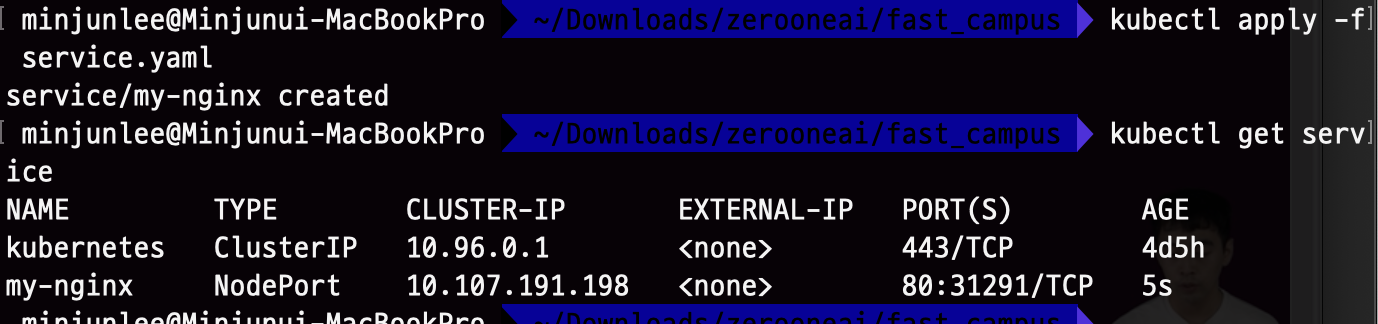 minjunlee@Minjunui-MacBookPro ~/Downloads/zerooneai/fast_campus kubectl apply -f
service.yaml
service/my-nginx created
minjunlee@Minjunui-MacBookPro ~/Downloads/zerooneai/fast_campus kubectl get serv
ice
NAME TYPE CLUSTER-IP EXTERNAL-IP PORT(S) AGE
kubernetes ClusterIP 10.96.0.1 <none> 443/TCP 4d5h
my-nginx NodePort 10.107.191.198 <none> 80:31291/TCP 5s
minjunlee@Minjunui-MacBookPro ~/Downloads/zerooneai/fast_campus